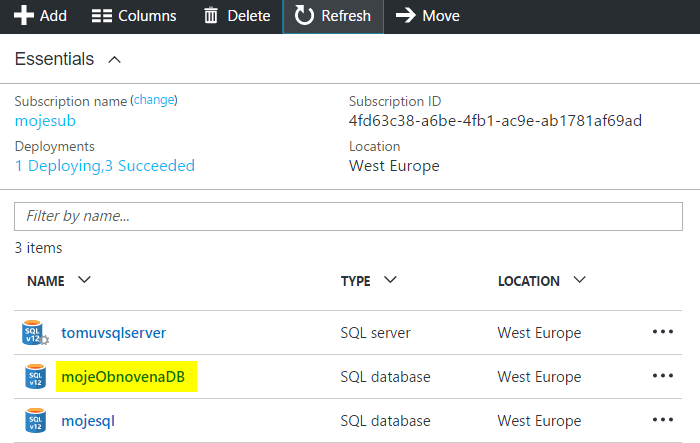 Add Columns Delete Refresh Move
Essentials
Subscription name (change) Subscription ID
mojesub 4fd63c38-a6be-4fb1-ac9e-ab1781af69ad
Deployments Location
1 Deploying,3 Succeeded West Europe
Filter by name...
3 items
NAME TYPE LOCATION
SQL v12 tomuvsqlserver SQL server West Europe
SQL v12 mojeObnovenaDB SQL database West Europe
SQL v12 mojesql SQL database West Europe